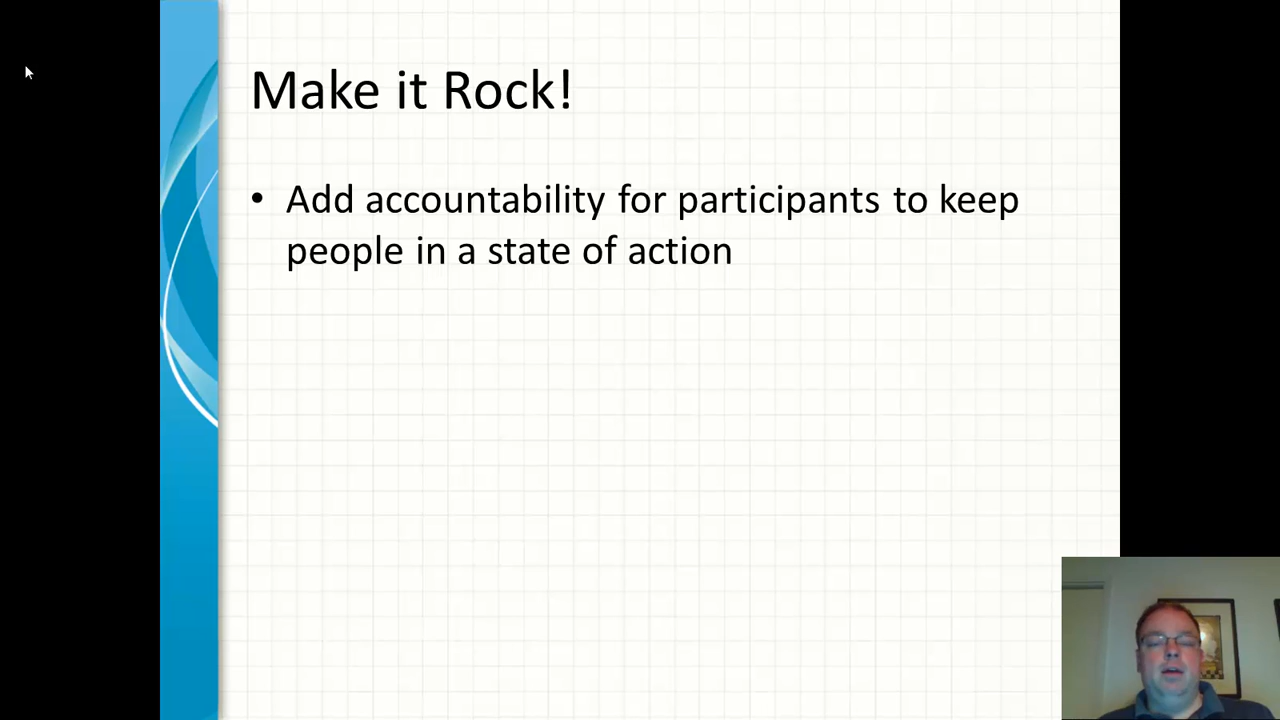 Make it Rock!
• Add accountability for participants to keep
people in a state of action